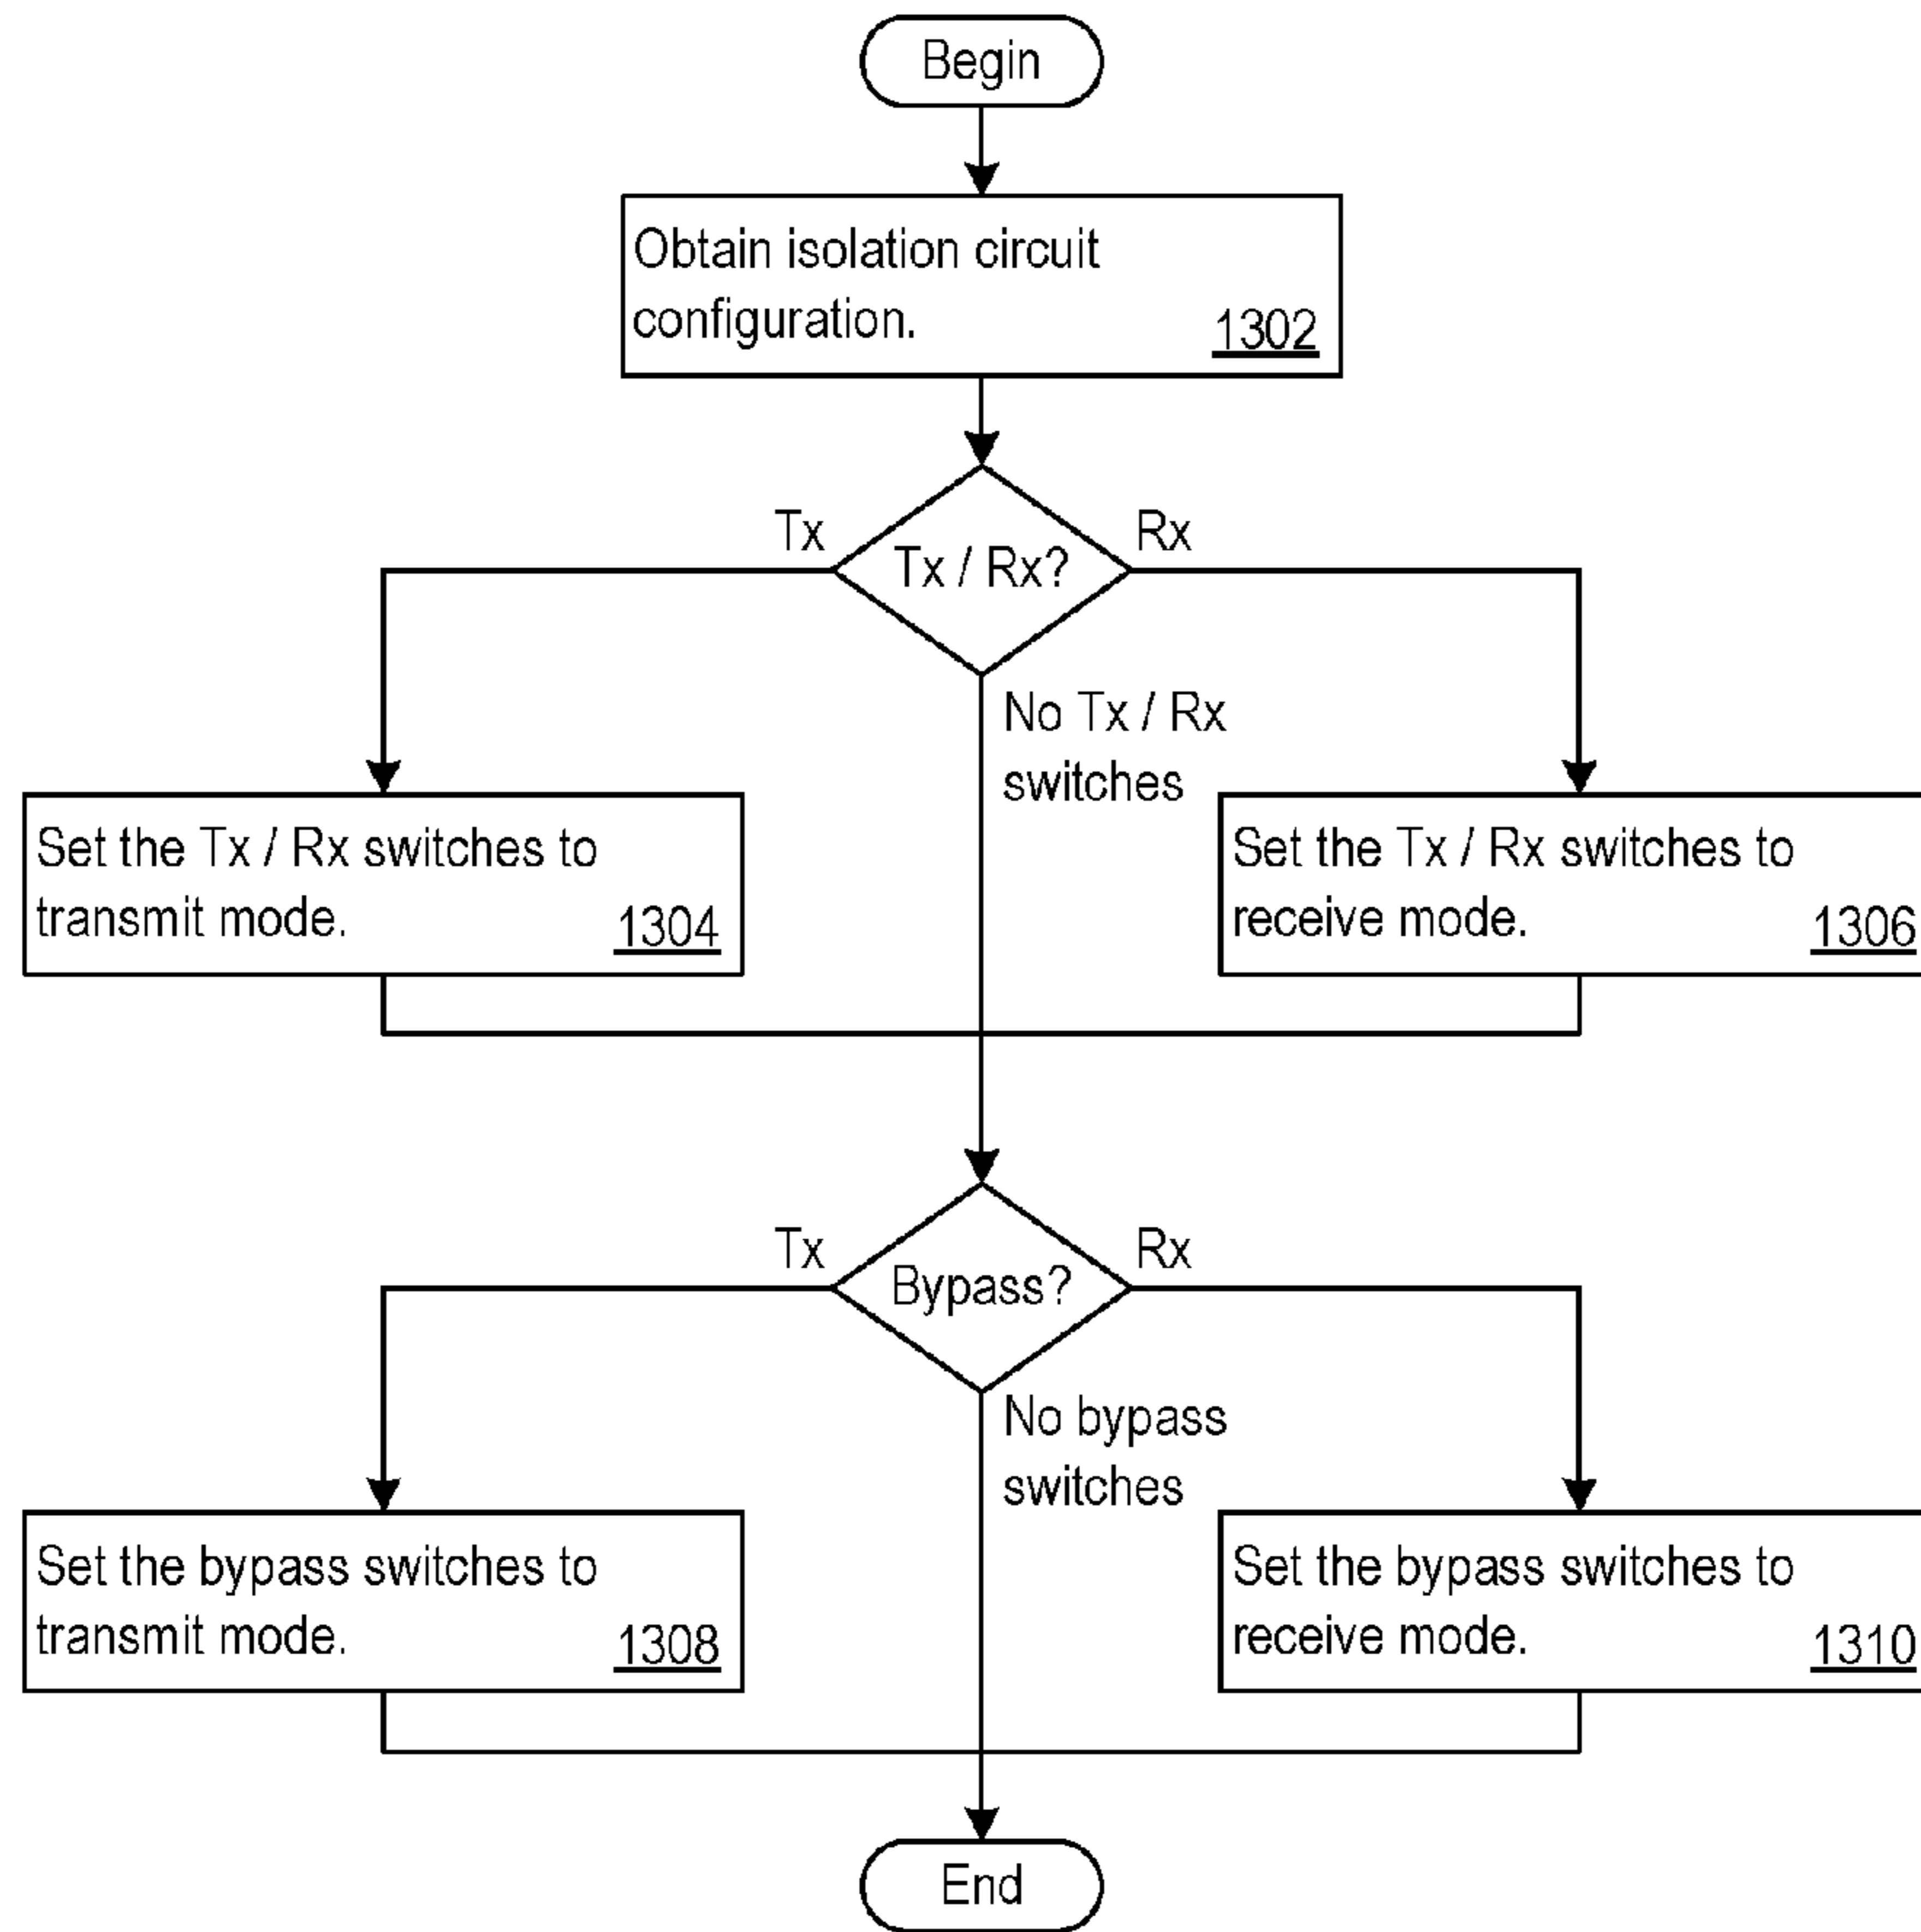 Begin
Obtain isolation circuit
configuration.
1302
Tx
Tx / Rx?
Rx
No Tx / Rx
switches
Set the Tx / Rx switches to
transmit mode.
1304
Set the Tx / Rx switches to
receive mode.
1306
Tx
Bypass?
Rx
No bypass
switches
Set the bypass switches to
transmit mode.
1308
Set the bypass switches to
receive mode.
1310
End